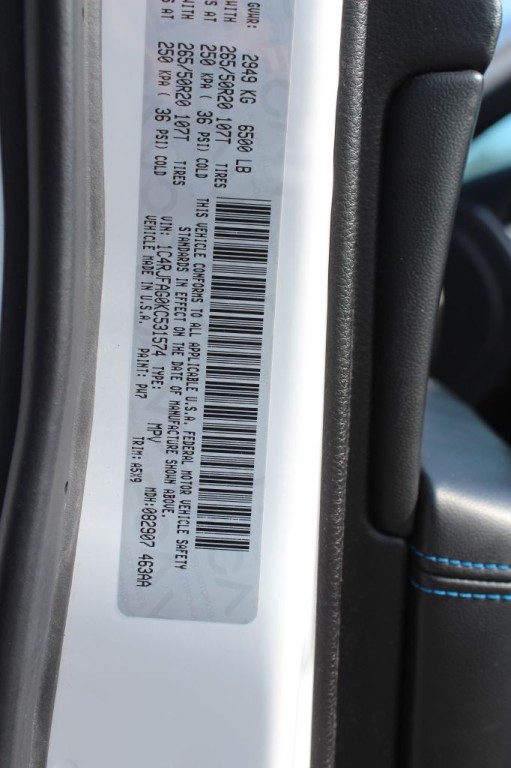 GVWR: 2949 KG 6500 LB
WITH 265/50R20 107T TIRES
S AT 250 KPA ( 36 PSI) COLD
WITH 265/50R20 107T TIRES
S AT 250 KPA ( 36 PSI) COLD
THIS VEHICLE CONFORMS TO ALL APPLICABLE U.S.A. FEDERAL MOTOR VEHICLE SAFETY
STANDARDS IN EFFECT ON THE DATE OF MANUFACTURE SHOWN ABOVE.
VIN: 1C4RJFAG0KC531574 TYPE: MPV MDH:082907 463AA
VEHICLE MADE IN U.S.A. PAINT: PW7 TRIM: A5X9